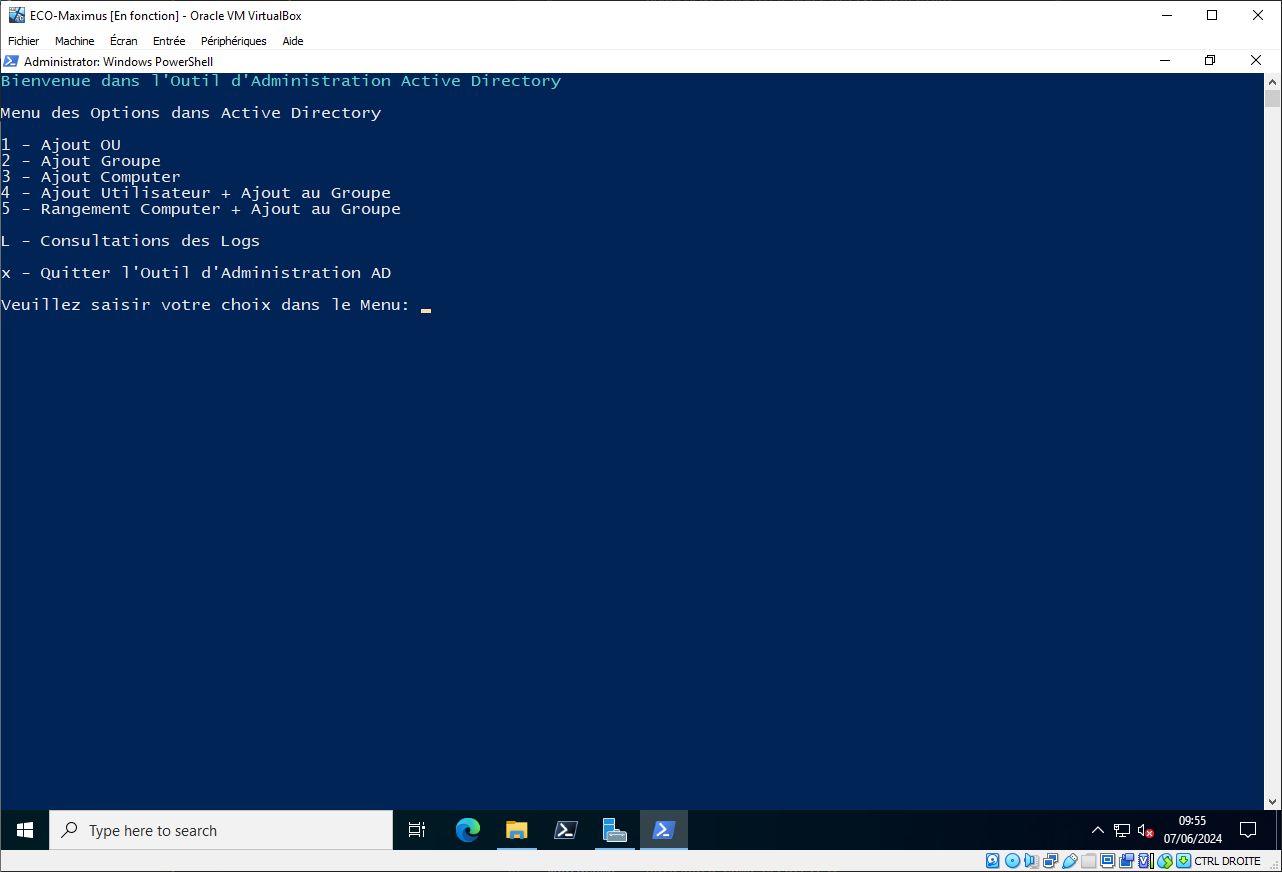 ECO-Maximus [En fonction] - Oracle VM VirtualBox
Fichier Machine Écran Entrée Périphériques Aide
Administrator: Windows PowerShell
Bienvenue dans l'Outil d'Administration Active Directory
Menu des Options dans Active Directory
1 - Ajout OU
2 - Ajout Groupe
3 - Ajout Computer
4 - Ajout Utilisateur + Ajout au Groupe
5 - Rangement Computer + Ajout au Groupe
L - Consultations des Logs
x - Quitter l'Outil d'Administration AD
Veuillez saisir votre choix dans le Menu: _
Type here to search
09:55
07/06/2024
CTRL DROITE